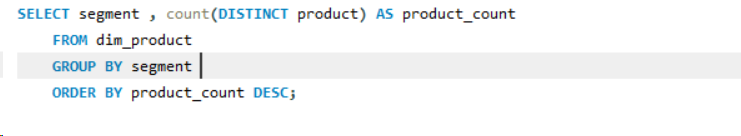 SELECT segment , count(DISTINCT product) AS product_count
FROM dim_product
GROUP BY segment
ORDER BY product_count DESC;